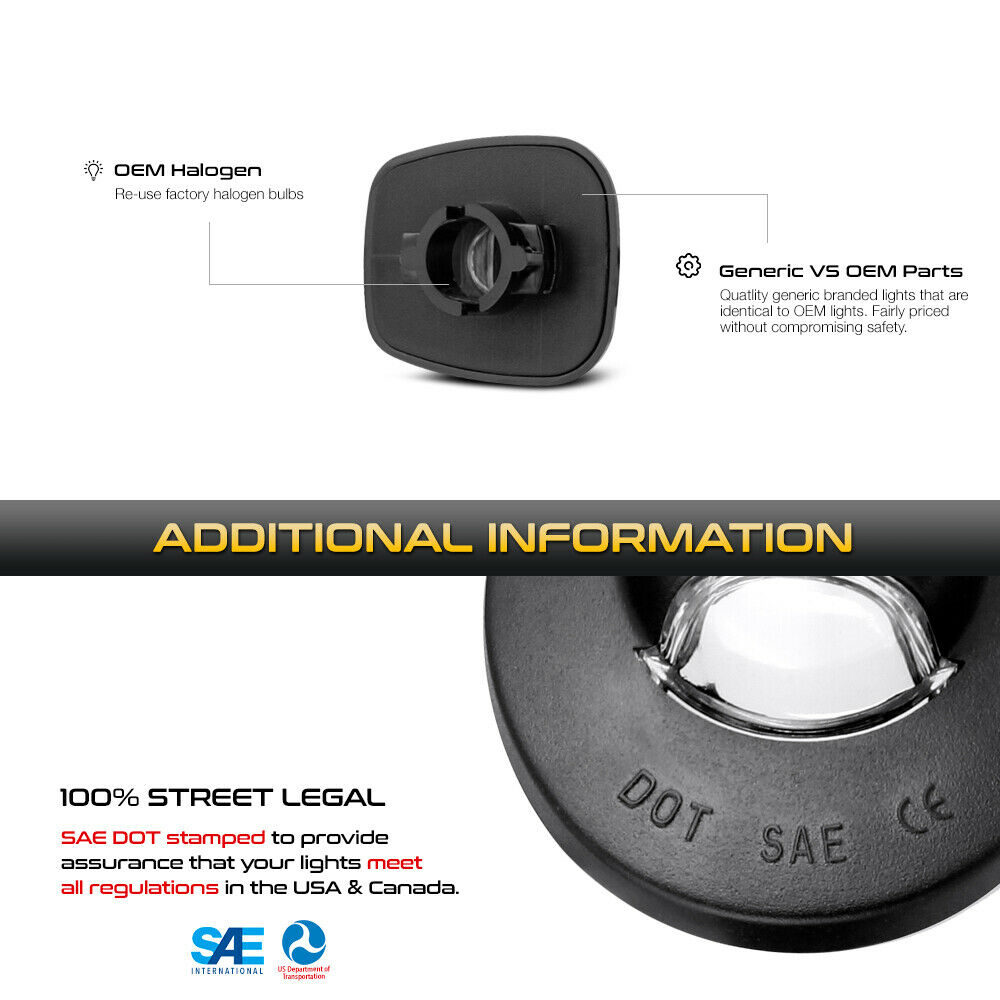 OEM Halogen
Re-use factory halogen bulbs
Generic VS OEM Parts
Quatlity generic branded lights that are
identical to OEM lights. Fairly priced
without compromising safety.
ADDITIONAL INFORMATION
100% STREET LEGAL
SAE DOT stamped to provide
assurance that your lights meet
all regulations in the USA & Canada.
DOT SAE CE
SAE
INTERNATIONAL
US Department of
Transportation